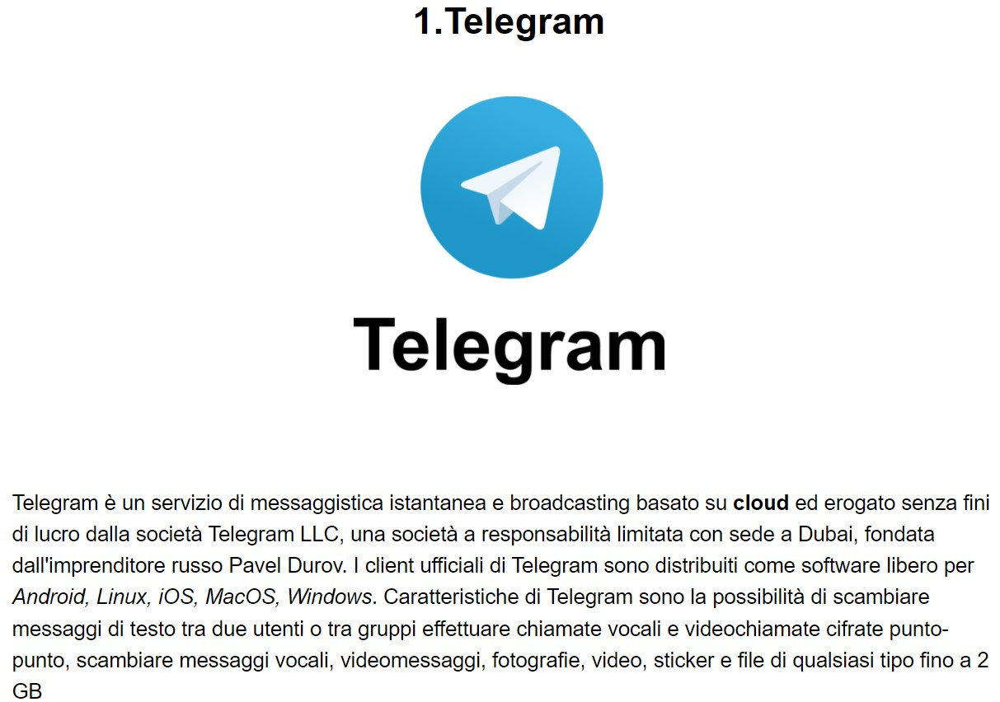 1.Telegram
Telegram
Telegram è un servizio di messaggistica istantanea e broadcasting basato su cloud ed erogato senza fini
di lucro dalla società Telegram LLC, una società a responsabilità limitata con sede a Dubai, fondata
dall'imprenditore russo Pavel Durov. I client ufficiali di Telegram sono distribuiti come software libero per
Android, Linux, iOS, MacOS, Windows. Caratteristiche di Telegram sono la possibilità di scambiare
messaggi di testo tra due utenti o tra gruppi effettuare chiamate vocali e videochiamate cifrate punto-
punto, scambiare messaggi vocali, videomessaggi, fotografie, video, sticker e file di qualsiasi tipo fino a 2
GB